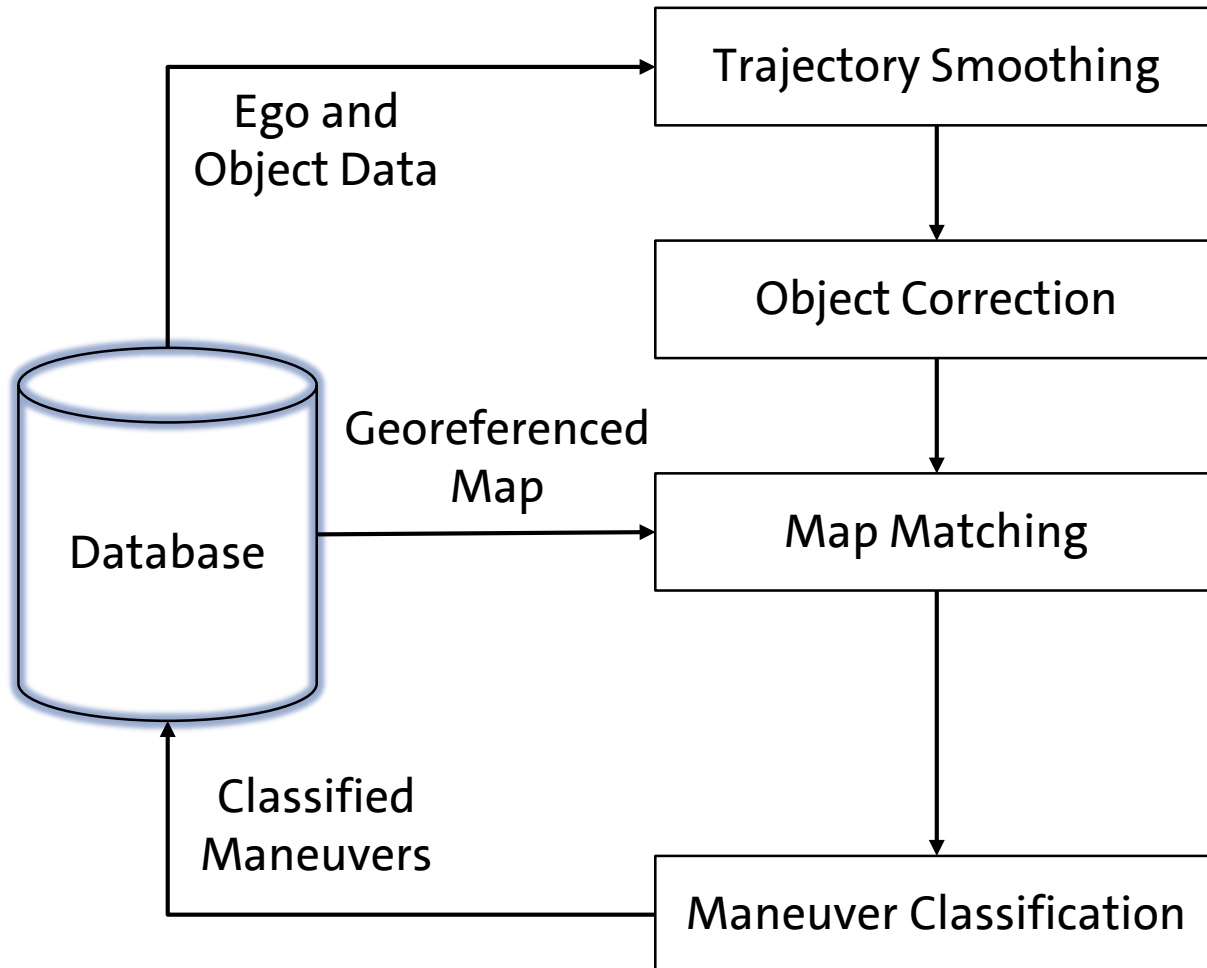 Trajectory Smoothing
Ego and
Object Data
Object Correction
Georeferenced
Map
Map Matching
Database
Classified
Maneuvers
Maneuver Classification